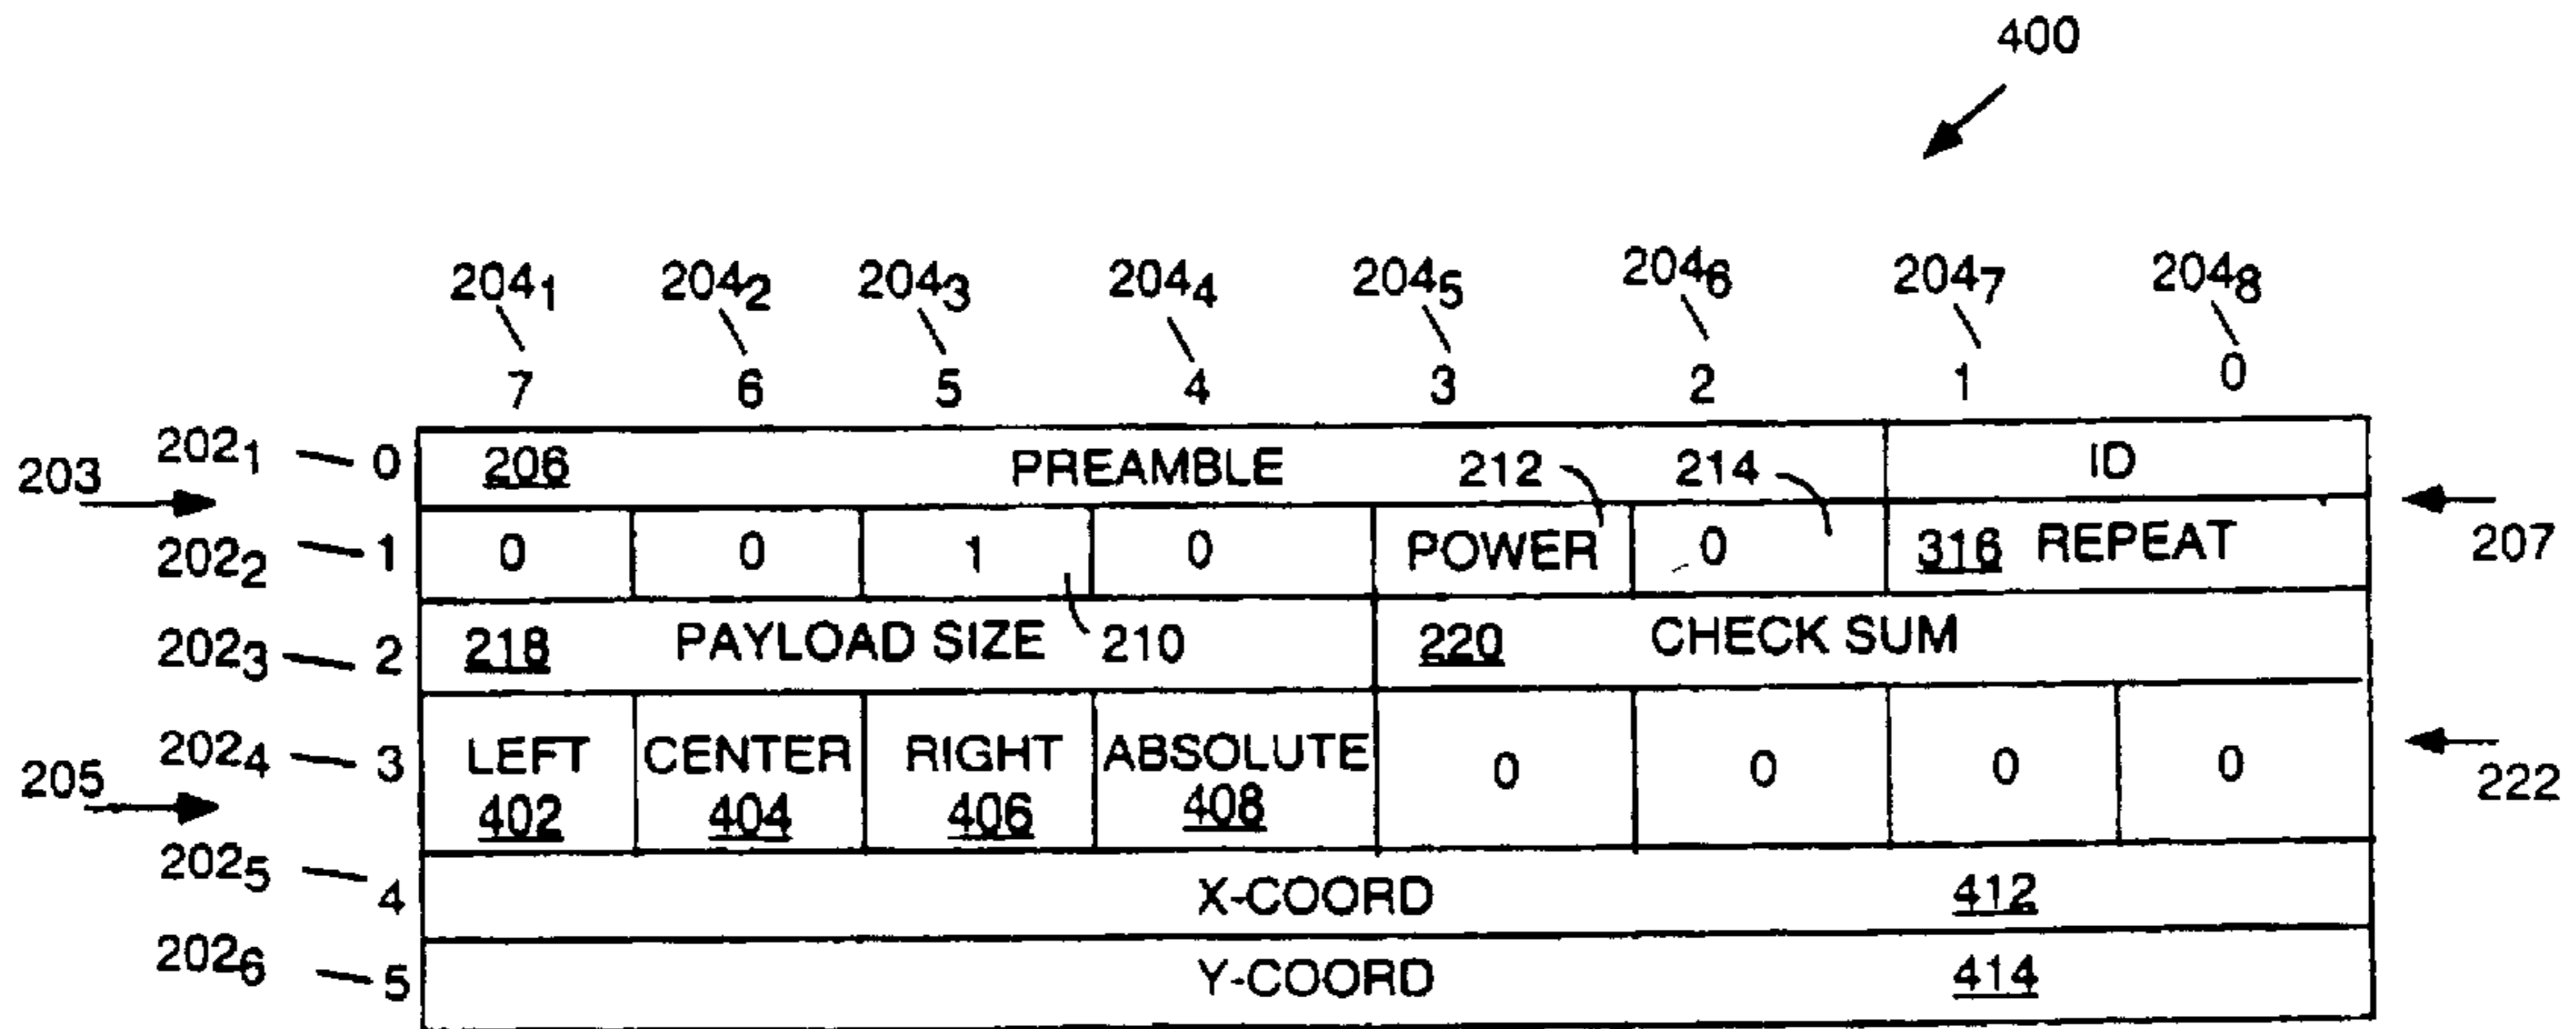 400
204₁ 204₂ 204₃ 204₄ 204₅ 204₆ 204₇ 204₈
7 6 5 4 3 2 1 0
203 202₁ 0 206 PREAMBLE 212 214 ID
202₂ 1 0 0 1 0 POWER 0 316 REPEAT 207
202₃ 2 218 PAYLOAD SIZE 210 220 CHECK SUM
205 202₄ 3 LEFT CENTER RIGHT ABSOLUTE 0 0 0 0 222
402 404 406 408
202₅ 4 X-COORD 412
202₆ 5 Y-COORD 414